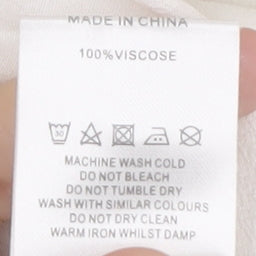 MADE IN CHINA
100%VISCOSE
30
MACHINE WASH COLD
DO NOT BLEACH
DO NOT TUMBLE DRY
WASH WITH SIMILAR COLOURS
DO NOT DRY CLEAN
WARM IRON WHILST DAMP